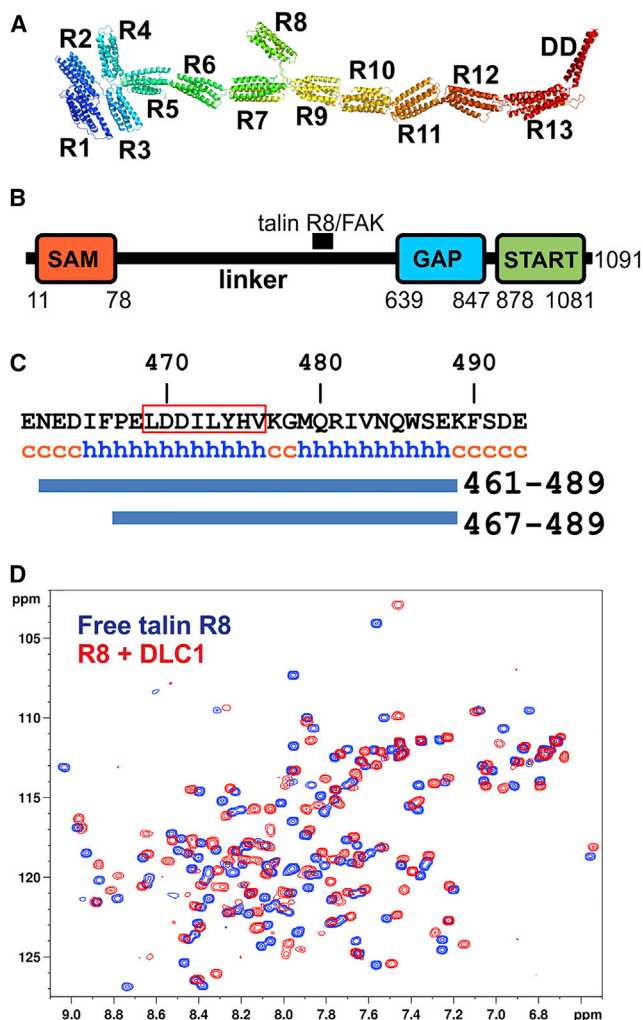 A
R2
R4
R8
DD
R6
R10
R12
R5
R7
R9
R1
R3
R11
R13
B
talin R8/FAK
SAM
GAP
START
1091
linker
11
78
639
847
878
1081
C
470
480
490
ENEDIFPELDDILYHVKGMQRIVNQWSEKFSDE
cccchhhhhhhhhhhhcchhhhhhhhhhccccc
461-489
467-489
D
ppm
Free talin R8
R8 + DLC1
105
110
115
120
125
9.0 8.8 8.6 8.4 8.2 8.0 7.8 7.6 7.4 7.2 7.0 6.8 ppm